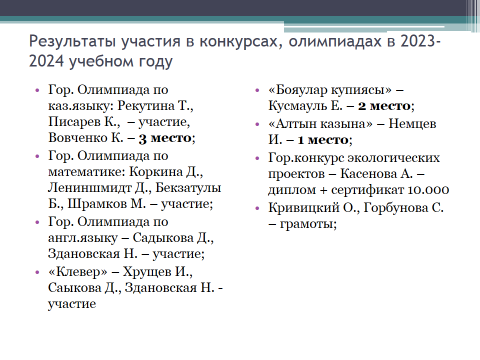 Результаты участия в конкурсах, олимпиадах в 2023-
2024 учебном году
• Гор. Олимпиада по
каз.языку: Рекутина Т.,
Писарев К., – участие,
Вовченко К. – 3 место;
• Гор. Олимпиада по
математике: Коркина Д.,
Лениншмидт Д., Бекзатулы
Б., Шрамков М. – участие;
• Гор. Олимпиада по
англ.языку – Садыкова Д.,
Здановская Н. – участие;
• «Клевер» – Хрущев И.,
Саыкова Д., Здановская Н. -
участие
• «Бояулар купиясы» –
Кусмауль Е. – 2 место;
• «Алтын казына» – Немцев
И. – 1 место;
• Гор.конкурс экологических
проектов – Касенова А. –
диплом + сертификат 10.000
• Кривицкий О., Горбунова С.
– грамоты;